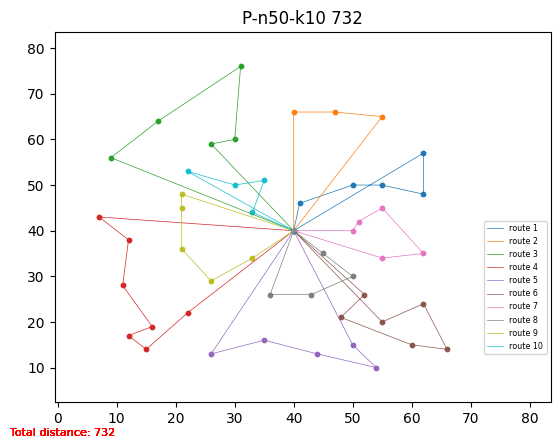 P-n50-k10 732
80
70
60
50
40
30
20
10
0 10 20 30 40 50 60 70 80
route 1
route 2
route 3
route 4
route 5
route 6
route 7
route 8
route 9
route 10
Total distance: 732